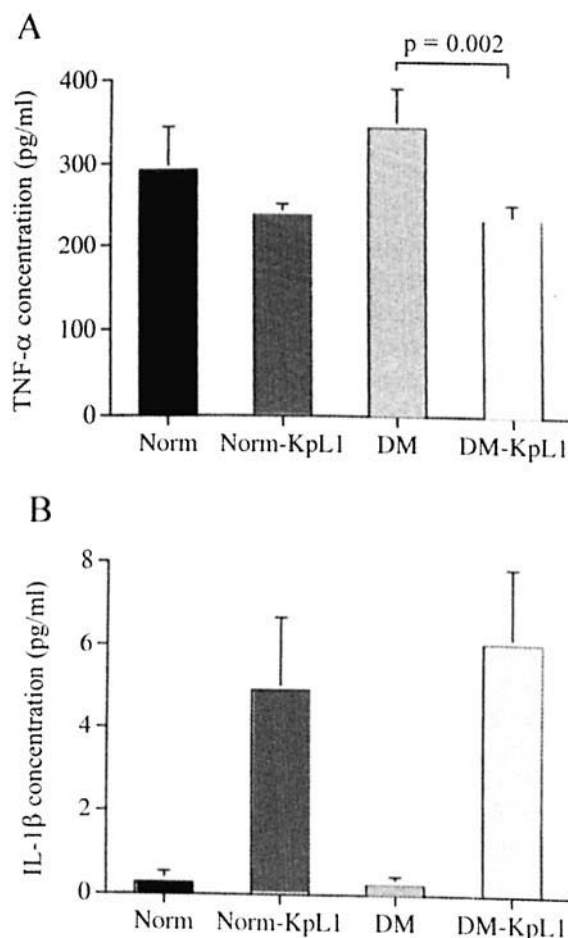 A
p = 0.002
TNF-α concentratiion (pg/ml)
400
300
200
100
0
Norm Norm-KpL1 DM DM-KpL1
B
IL-1β concentration (pg/ml)
8
6
4
2
0
Norm Norm-KpL1 DM DM-KpL1